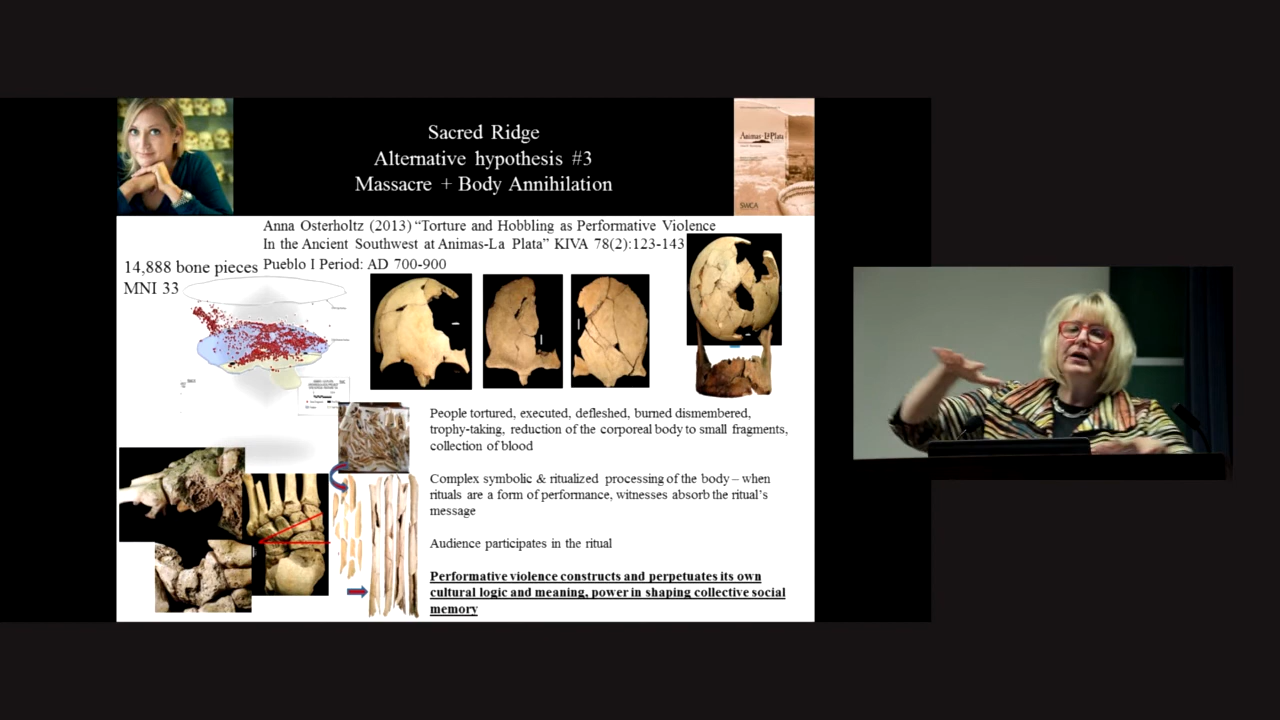 Sacred Ridge
Alternative hypothesis #3
Massacre + Body Annihilation
Animas-La Plata
SWCA
Anna Osterholtz (2013) “Torture and Hobbling as Performative Violence
In the Ancient Southwest at Animas-La Plata” KIVA 78(2):123-143
Pueblo I Period: AD 700-900
14,888 bone pieces
MNI 33
People tortured, executed, defleshed, burned dismembered,
trophy-taking, reduction of the corporeal body to small fragments,
collection of blood
Complex symbolic & ritualized processing of the body – when
rituals are a form of performance, witnesses absorb the ritual’s
message
Audience participates in the ritual
Performative violence constructs and perpetuates its own
cultural logic and meaning, power in shaping collective social
memory